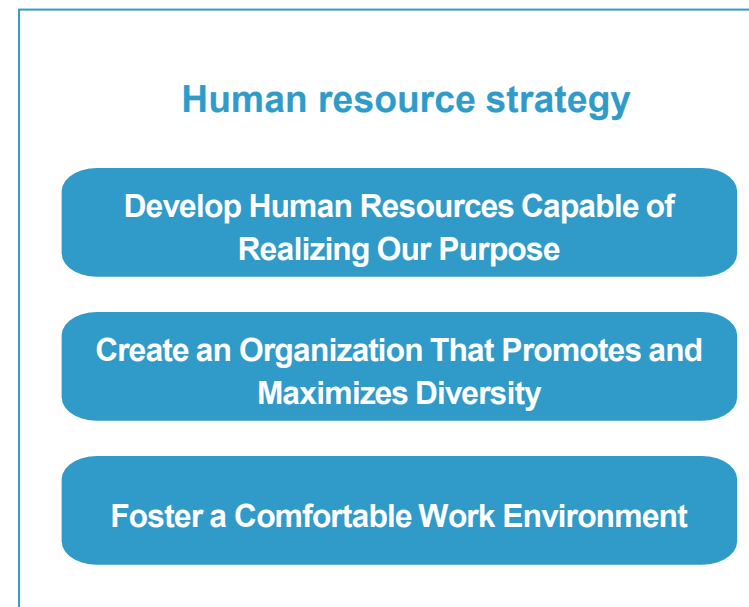 Human resource strategy
Develop Human Resources Capable of
Realizing Our Purpose
Create an Organization That Promotes and
Maximizes Diversity
Foster a Comfortable Work Environment